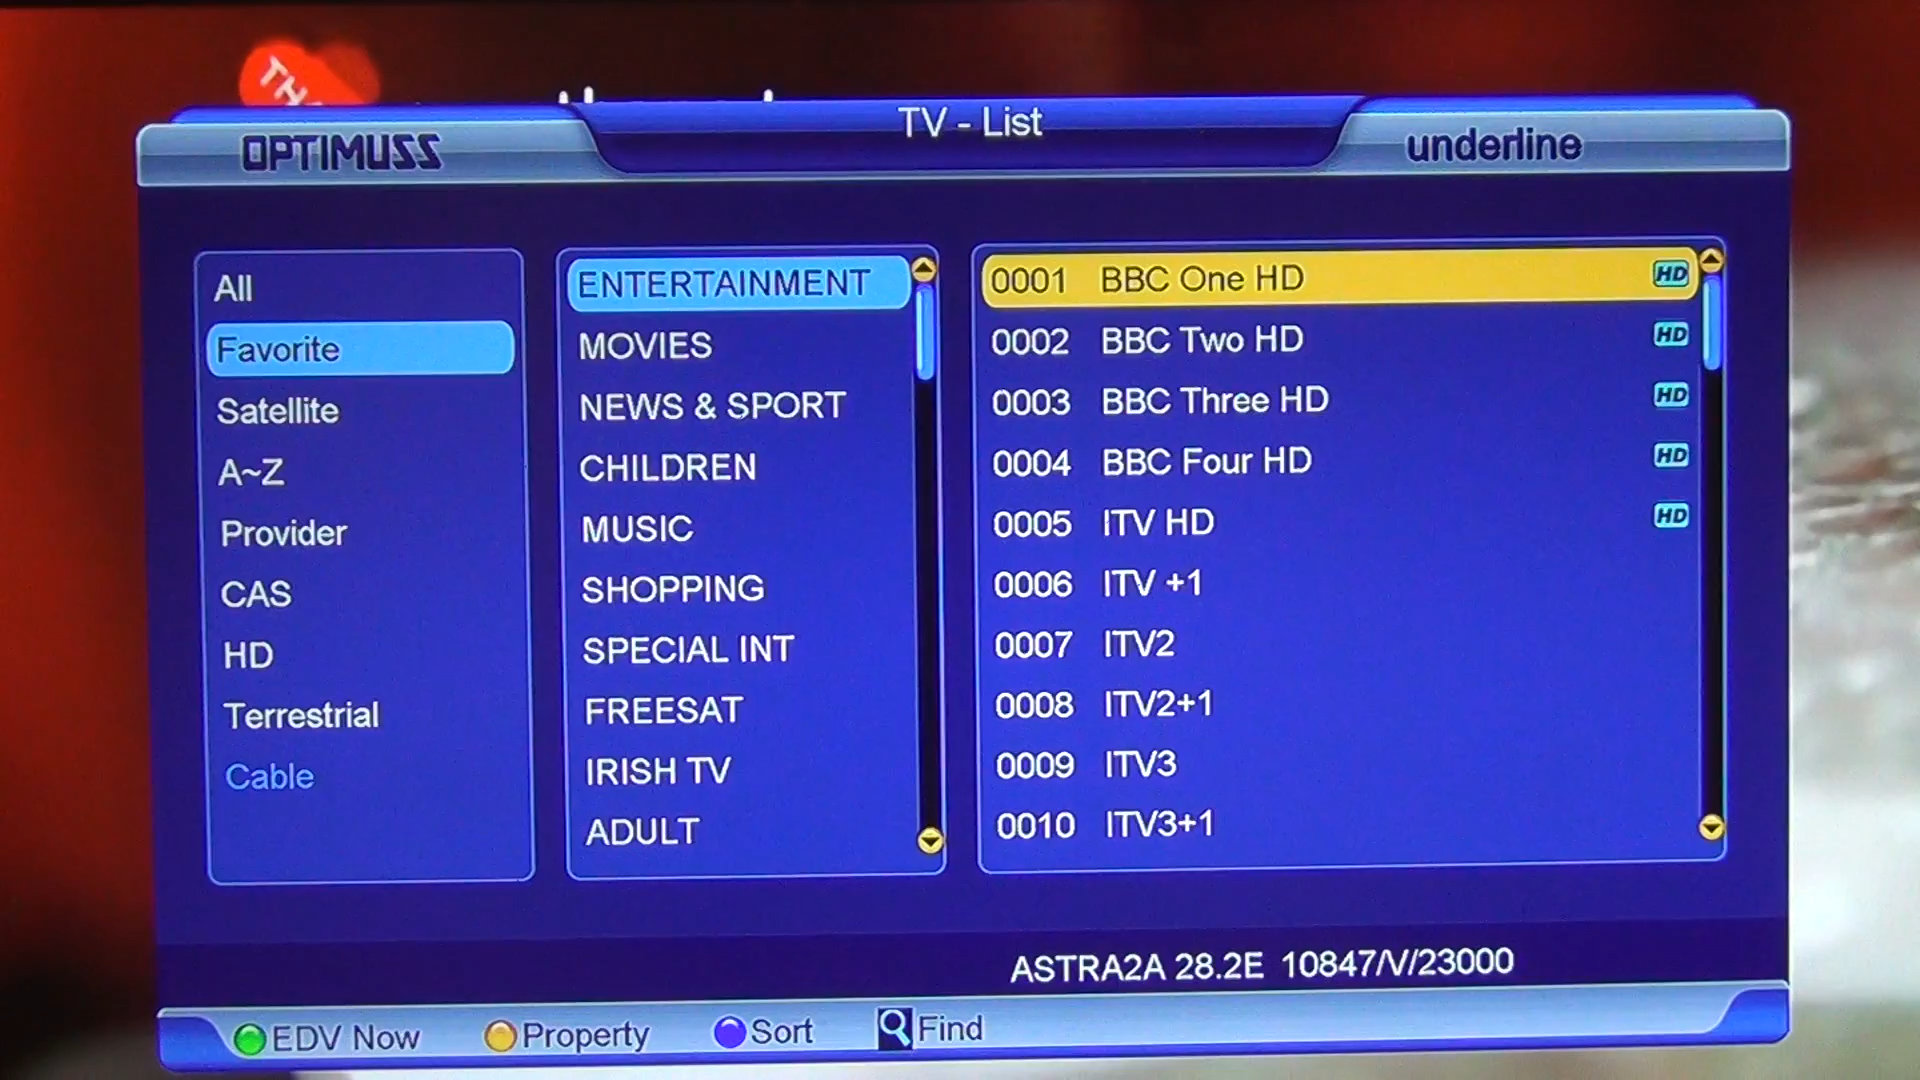 TH
TV - List
OPTIMUSS
underline
All
Favorite
Satellite
A~Z
Provider
CAS
HD
Terrestrial
Cable
ENTERTAINMENT
MOVIES
NEWS & SPORT
CHILDREN
MUSIC
SHOPPING
SPECIAL INT
FREESAT
IRISH TV
ADULT
0001 BBC One HD HD
0002 BBC Two HD HD
0003 BBC Three HD HD
0004 BBC Four HD HD
0005 ITV HD HD
0006 ITV +1
0007 ITV2
0008 ITV2+1
0009 ITV3
0010 ITV3+1
ASTRA2A 28.2E 10847/V/23000
EDV Now Property Sort Find